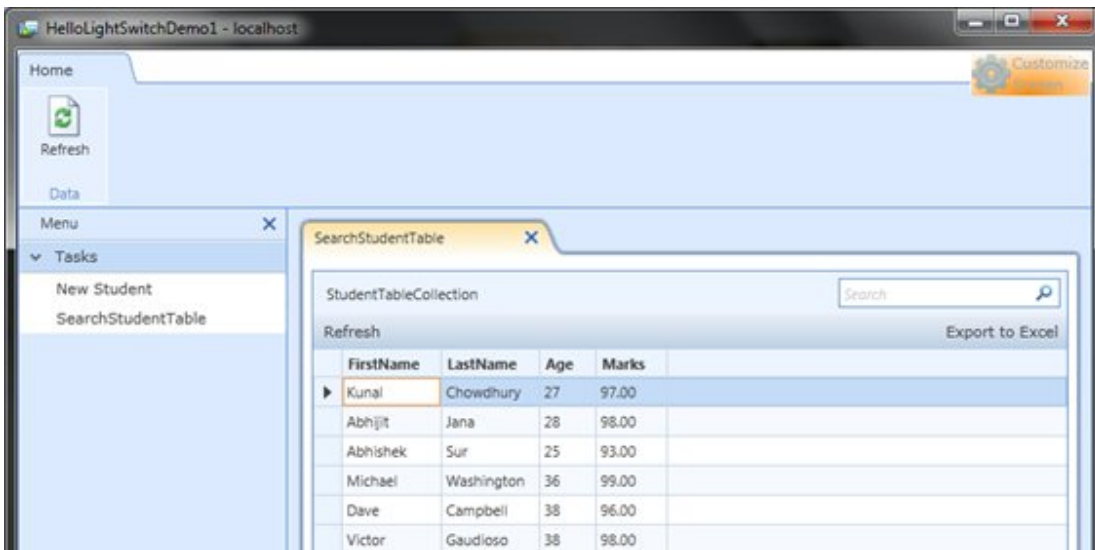 HelloLightSwitchDemo1 - localhost
Home
Customize
Refresh
Data
Menu
Tasks
New Student
SearchStudentTable
SearchStudentTable
StudentTableCollection
Search
Refresh
Export to Excel
FirstName LastName Age Marks
Kunal Chowdhury 27 97.00
Abhijit Jana 28 98.00
Abhishek Sur 25 93.00
Michael Washington 36 99.00
Dave Campbell 38 96.00
Victor Gaudioso 38 98.00